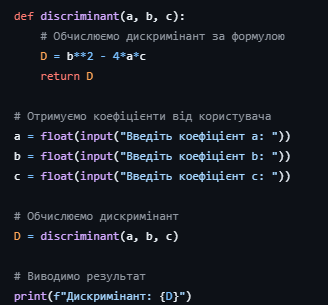 def discriminant(a, b, c):
    # Обчислюємо дискримінант за формулою
    D = b**2 - 4*a*c
    return D
# Отримуємо коефіцієнти від користувача
a = float(input("Введіть коефіцієнт a: "))
b = float(input("Введіть коефіцієнт b: "))
c = float(input("Введіть коефіцієнт c: "))
# Обчислюємо дискримінант
D = discriminant(a, b, c)
# Виводимо результат
print(f"Дискримінант: {D}")